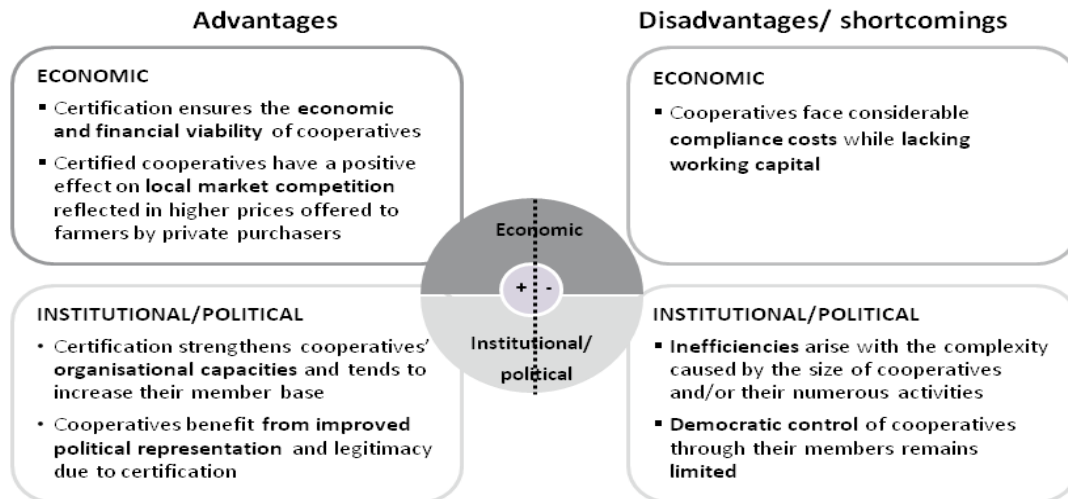 Advantages
ECONOMIC
▪ Certification ensures the economic
and financial viability of cooperatives
▪ Certified cooperatives have a positive
effect on local market competition
reflected in higher prices offered to
farmers by private purchasers
Disadvantages/ shortcomings
ECONOMIC
▪ Cooperatives face considerable
compliance costs while lacking
working capital
Economic
+ -
Institutional/
political
INSTITUTIONAL/POLITICAL
• Certification strengthens cooperatives’
organisational capacities and tends to
increase their member base
• Cooperatives benefit from improved
political representation and legitimacy
due to certification
INSTITUTIONAL/POLITICAL
▪ Inefficiencies arise with the complexity
caused by the size of cooperatives
and/or their numerous activities
▪ Democratic control of cooperatives
through their members remains
limited